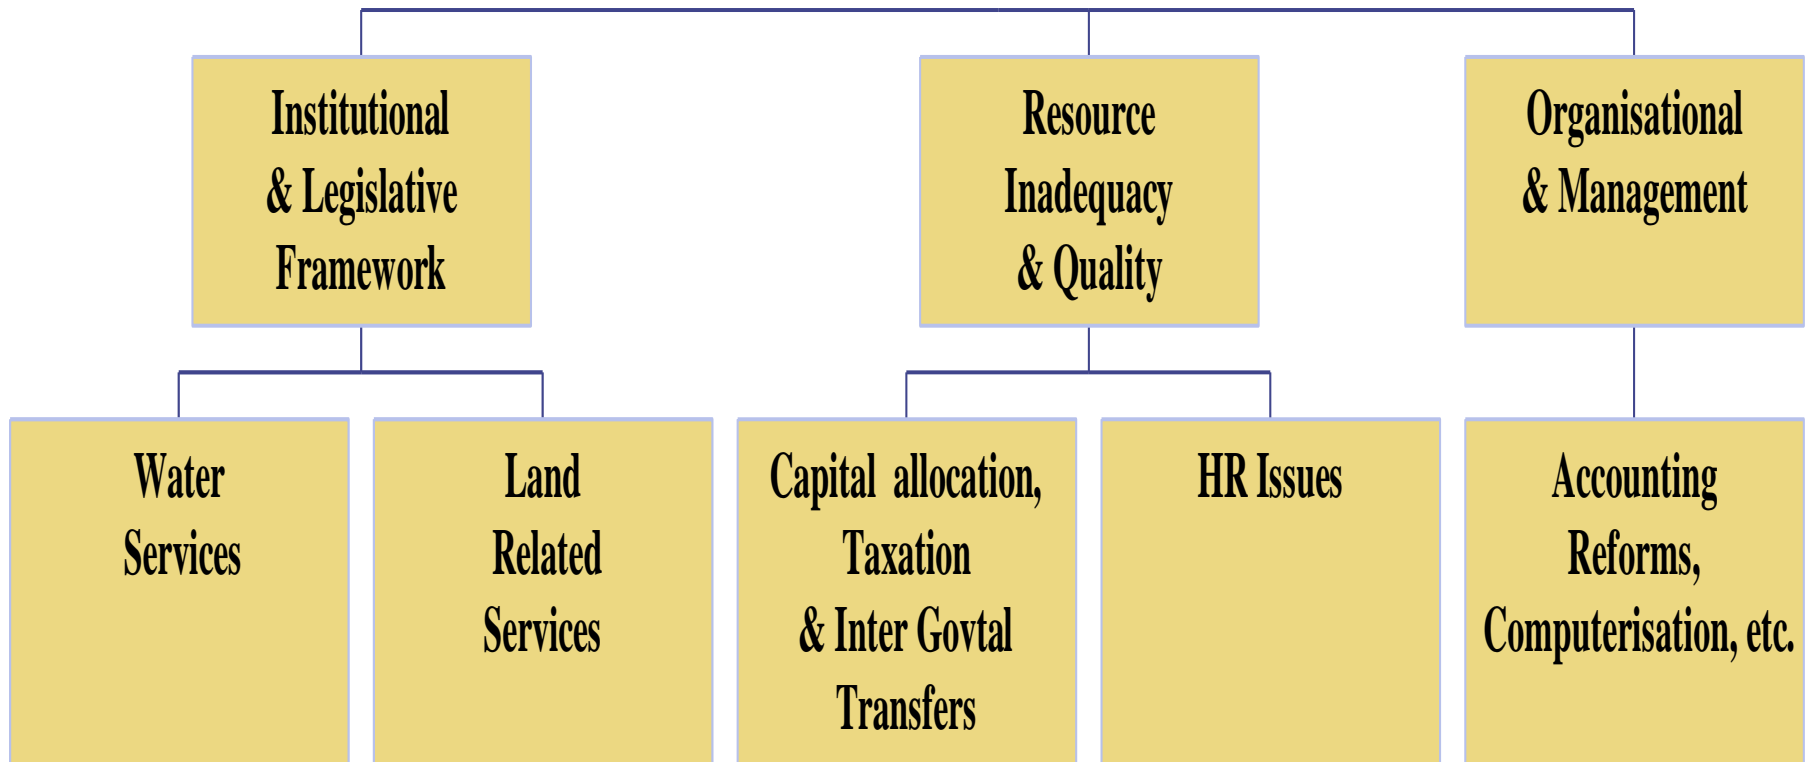 Institutional
& Legislative
Framework
Resource
Inadequacy
& Quality
Organisational
& Management
Water
Services
Land
Related
Services
Capital allocation,
Taxation
& Inter Govtal
Transfers
HR Issues
Accounting
Reforms,
Computerisation, etc.